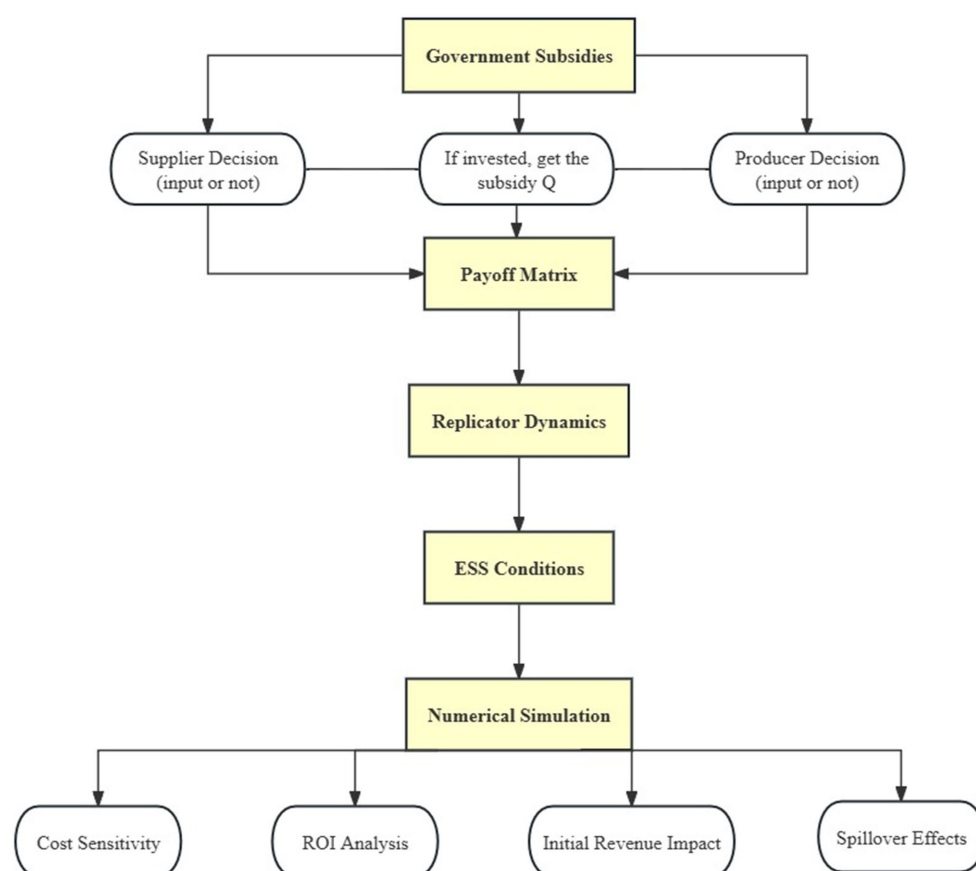 Government Subsidies
Supplier Decision
(input or not)
If invested, get the
subsidy Q
Producer Decision
(input or not)
Payoff Matrix
Replicator Dynamics
ESS Conditions
Numerical Simulation
Cost Sensitivity
ROI Analysis
Initial Revenue Impact
Spillover Effects